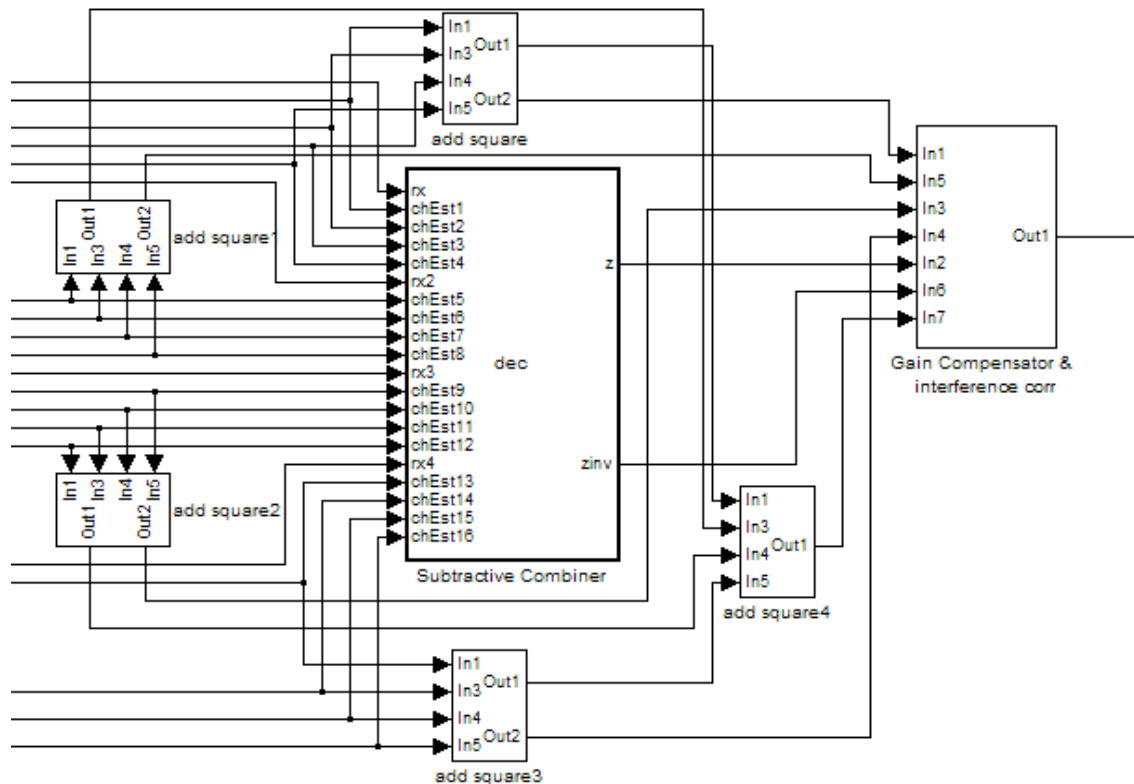 In1
In3
In4
In5
Out1
Out2
add square
In1
In3
In4
In5
Out1
Out2
add square1
rx
chEst1
chEst2
chEst3
chEst4
rx2
chEst5
chEst6
chEst7
chEst8
rx3
chEst9
chEst10
chEst11
chEst12
rx4
chEst13
chEst14
chEst15
chEst16
dec
z
zinv
Subtractive Combiner
In1
In5
In3
In4
In2
In6
In7
Out1
Gain Compensator &
interference corr
In1
In3
In4
In5
Out1
Out2
add square2
In1
In3
In4
In5
Out1
add square4
In1
In3
In4
In5
Out1
Out2
add square3